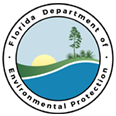 Florida Department of
Environmental Protection